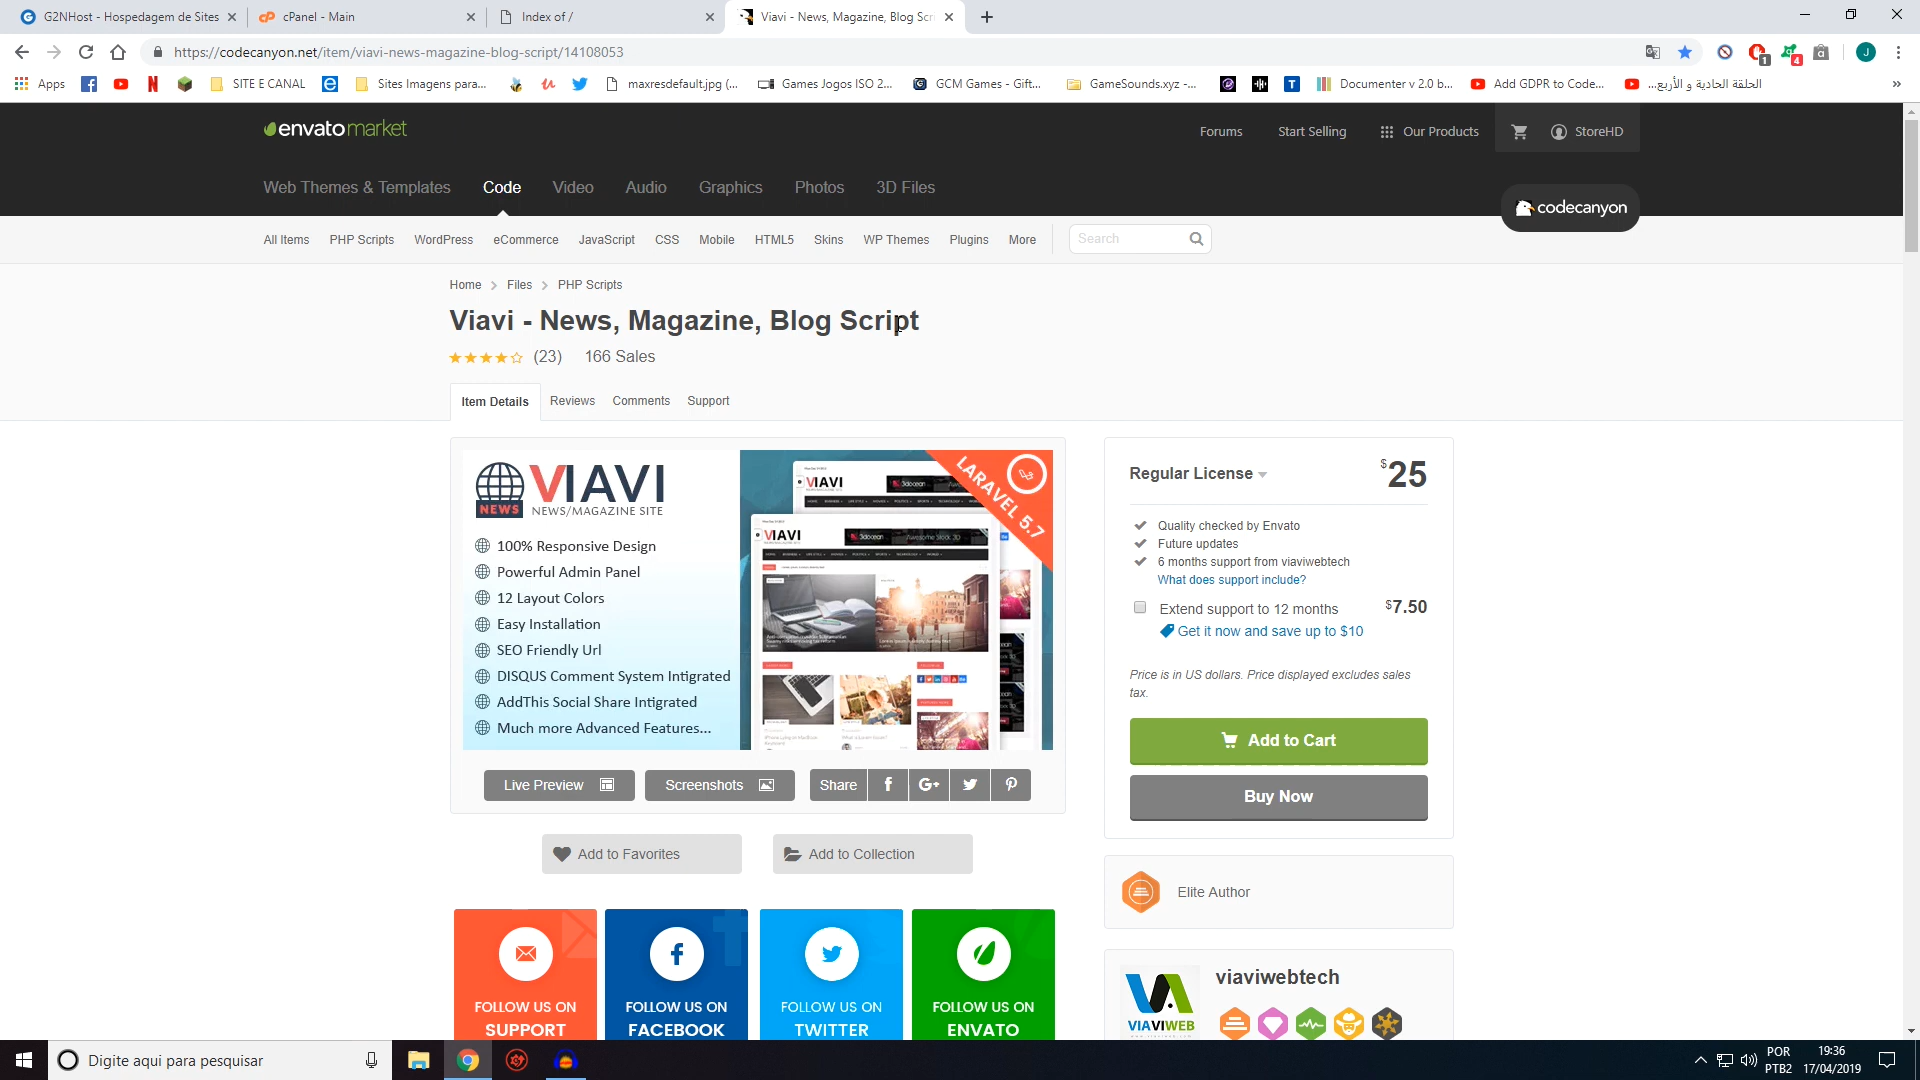 G2NHost - Hospedagem de Sites
cPanel - Main
Index of /
Viavi - News, Magazine, Blog Scr
https://codecanyon.net/item/viavi-news-magazine-blog-script/14108053
Apps
SITE E CANAL
Sites Imagens para...
maxresdefault.jpg (...
Games Jogos ISO 2...
GCM Games - Gift...
GameSounds.xyz -...
Documenter v 2.0 b...
Add GDPR to Code...
الحلقة الحادية و الأربع...
envatomarket
Forums
Start Selling
Our Products
StoreHD
Web Themes & Templates
Code
Video
Audio
Graphics
Photos
3D Files
codecanyon
All Items
PHP Scripts
WordPress
eCommerce
JavaScript
CSS
Mobile
HTML5
Skins
WP Themes
Plugins
More
Search
Home > Files > PHP Scripts
Viavi - News, Magazine, Blog Script
(23) 166 Sales
Item Details
Reviews
Comments
Support
VIAVI
NEWS
NEWS/MAGAZINE SITE
100% Responsive Design
Powerful Admin Panel
12 Layout Colors
Easy Installation
SEO Friendly Url
DISQUS Comment System Intigrated
AddThis Social Share Intigrated
Much more Advanced Features...
LARAVEL 5.7
VIAVI
3docean
VIAVI
3docean Awesome Stock 3D
Live Preview
Screenshots
Share
Add to Favorites
Add to Collection
FOLLOW US ON
SUPPORT
FOLLOW US ON
FACEBOOK
FOLLOW US ON
TWITTER
FOLLOW US ON
ENVATO
Regular License
$25
Quality checked by Envato
Future updates
6 months support from viaviwebtech
What does support include?
Extend support to 12 months
$7.50
Get it now and save up to $10
Price is in US dollars. Price displayed excludes sales
tax.
Add to Cart
Buy Now
Elite Author
VIAVIWEB
viaviwebtech
Digite aqui para pesquisar
POR
PTB2
19:36
17/04/2019